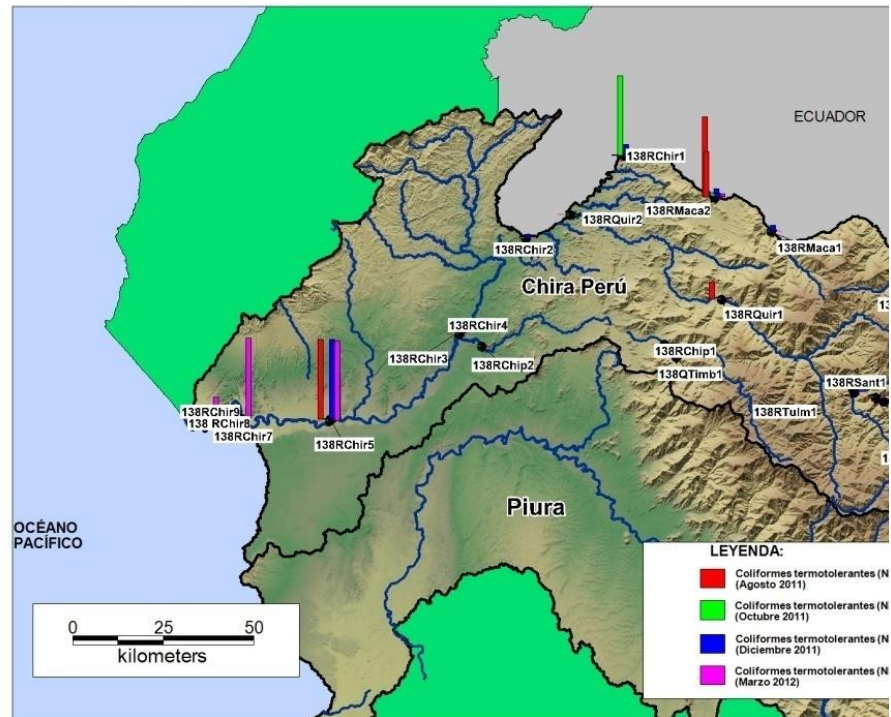 ECUADOR
138RChir1
138RMaca2
138RQuir2
138RMaca1
138RChir2
Chira Perú
138RQuir1
138RChir4
138RChir3
138RChip2
138RChip1
138QTimb1
138RSant1
138RTulm1
138RChir9
138 RChir8
138RChir7
138RChir5
Piura
OCÉANO
PACÍFICO
LEYENDA:
Coliformes termotolerantes (N
(Agosto 2011)
Coliformes termotolerantes (N
(Octubre 2011)
Coliformes termotolerantes (N
(Diciembre 2011)
Coliformes termotolerantes (N
(Marzo 2012)
0 25 50
kilometers